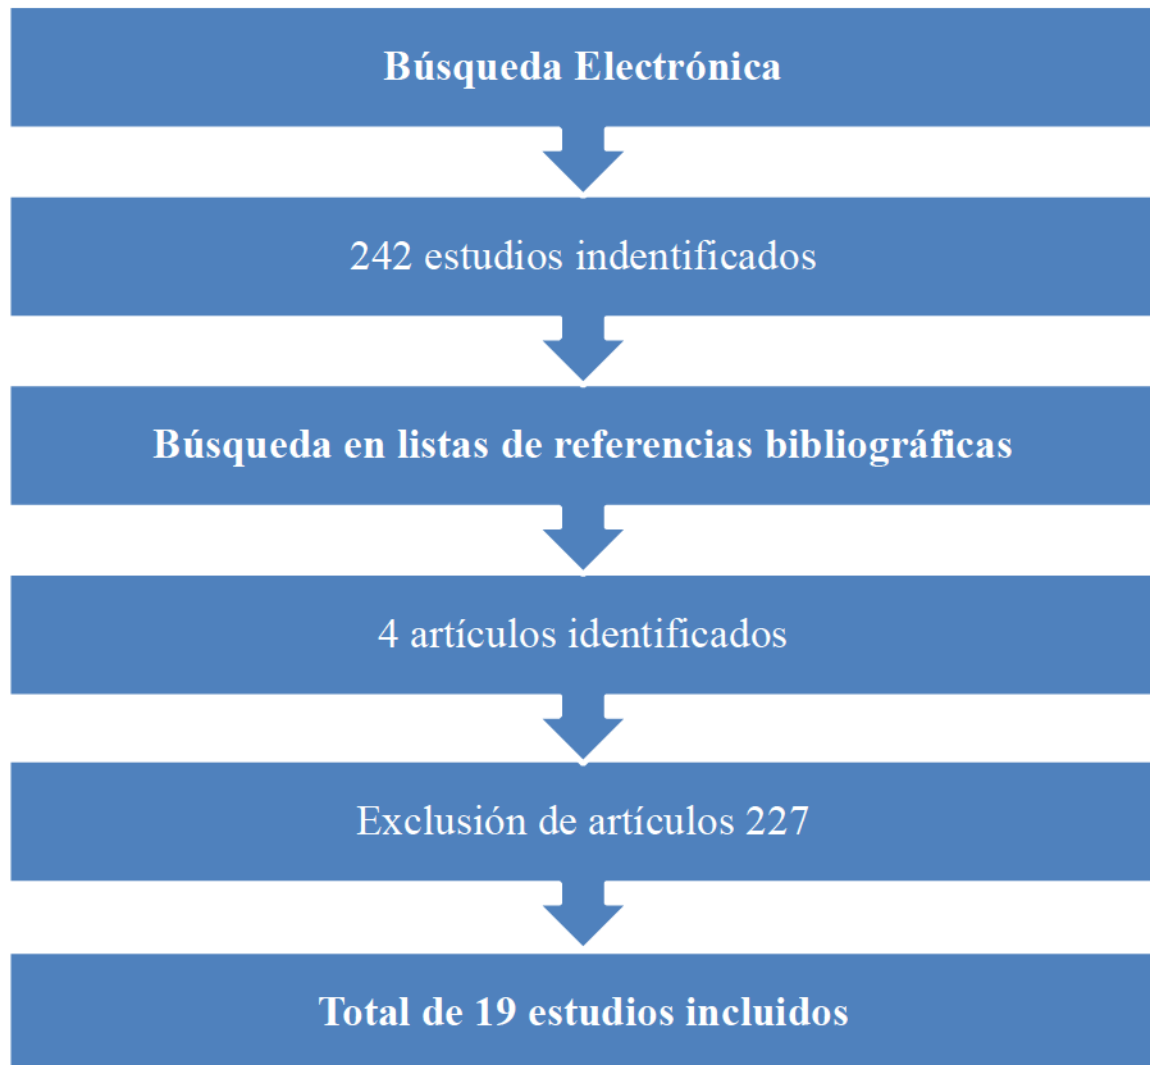 Búsqueda Electrónica
242 estudios indentificados
Búsqueda en listas de referencias bibliográficas
4 artículos identificados
Exclusión de artículos 227
Total de 19 estudios incluidos